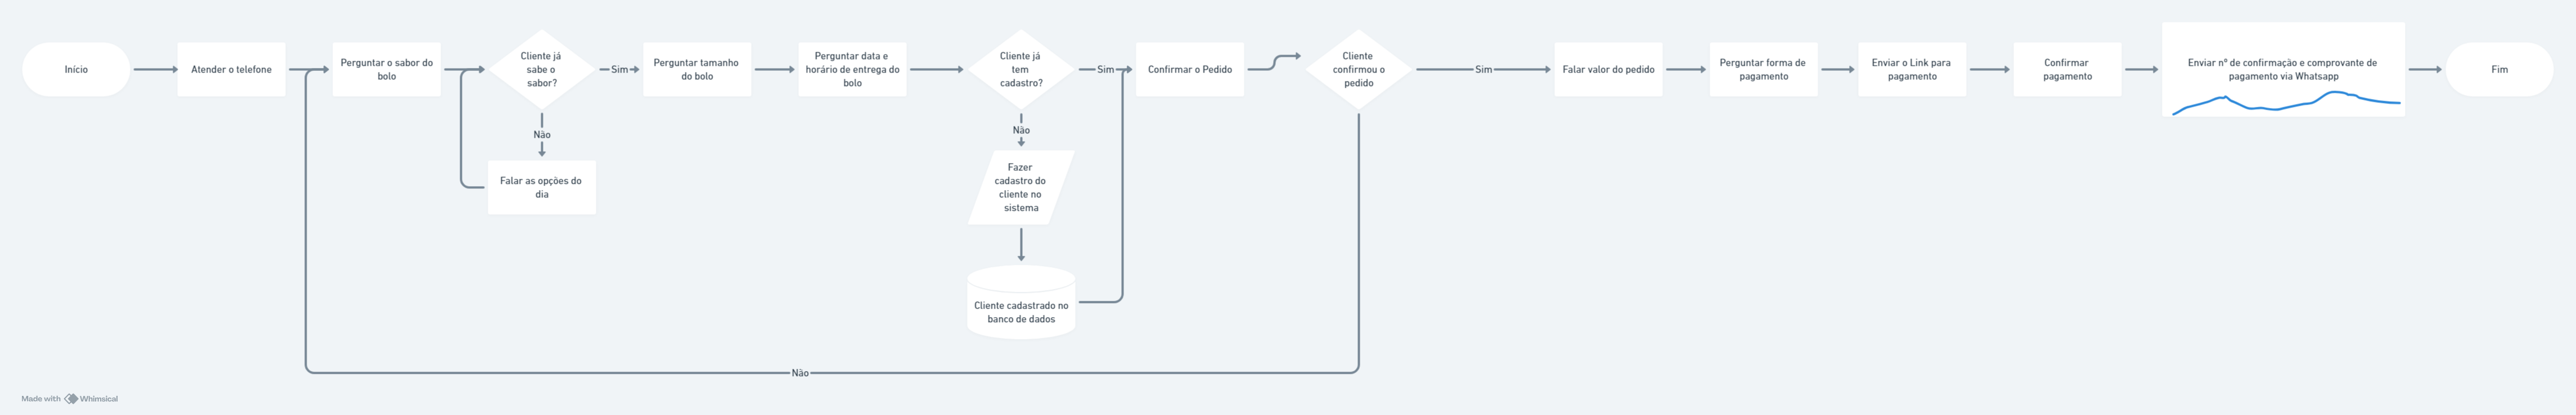 Início
Atender o telefone
Perguntar o sabor do
bolo
Cliente já
sabe o
sabor?
Sim
Não
Falar as opções do
dia
Perguntar tamanho
do bolo
Perguntar data e
horário de entrega do
bolo
Cliente já
tem
cadastro?
Sim
Não
Fazer
cadastro do
cliente no
sistema
Cliente cadastrado no
banco de dados
Confirmar o Pedido
Cliente
confirmou o
pedido
Sim
Não
Falar valor do pedido
Perguntar forma de
pagamento
Enviar o Link para
pagamento
Confirmar
pagamento
Enviar nº de confirmação e comprovante de
pagamento via Whatsapp
Fim
Made with Whimsical